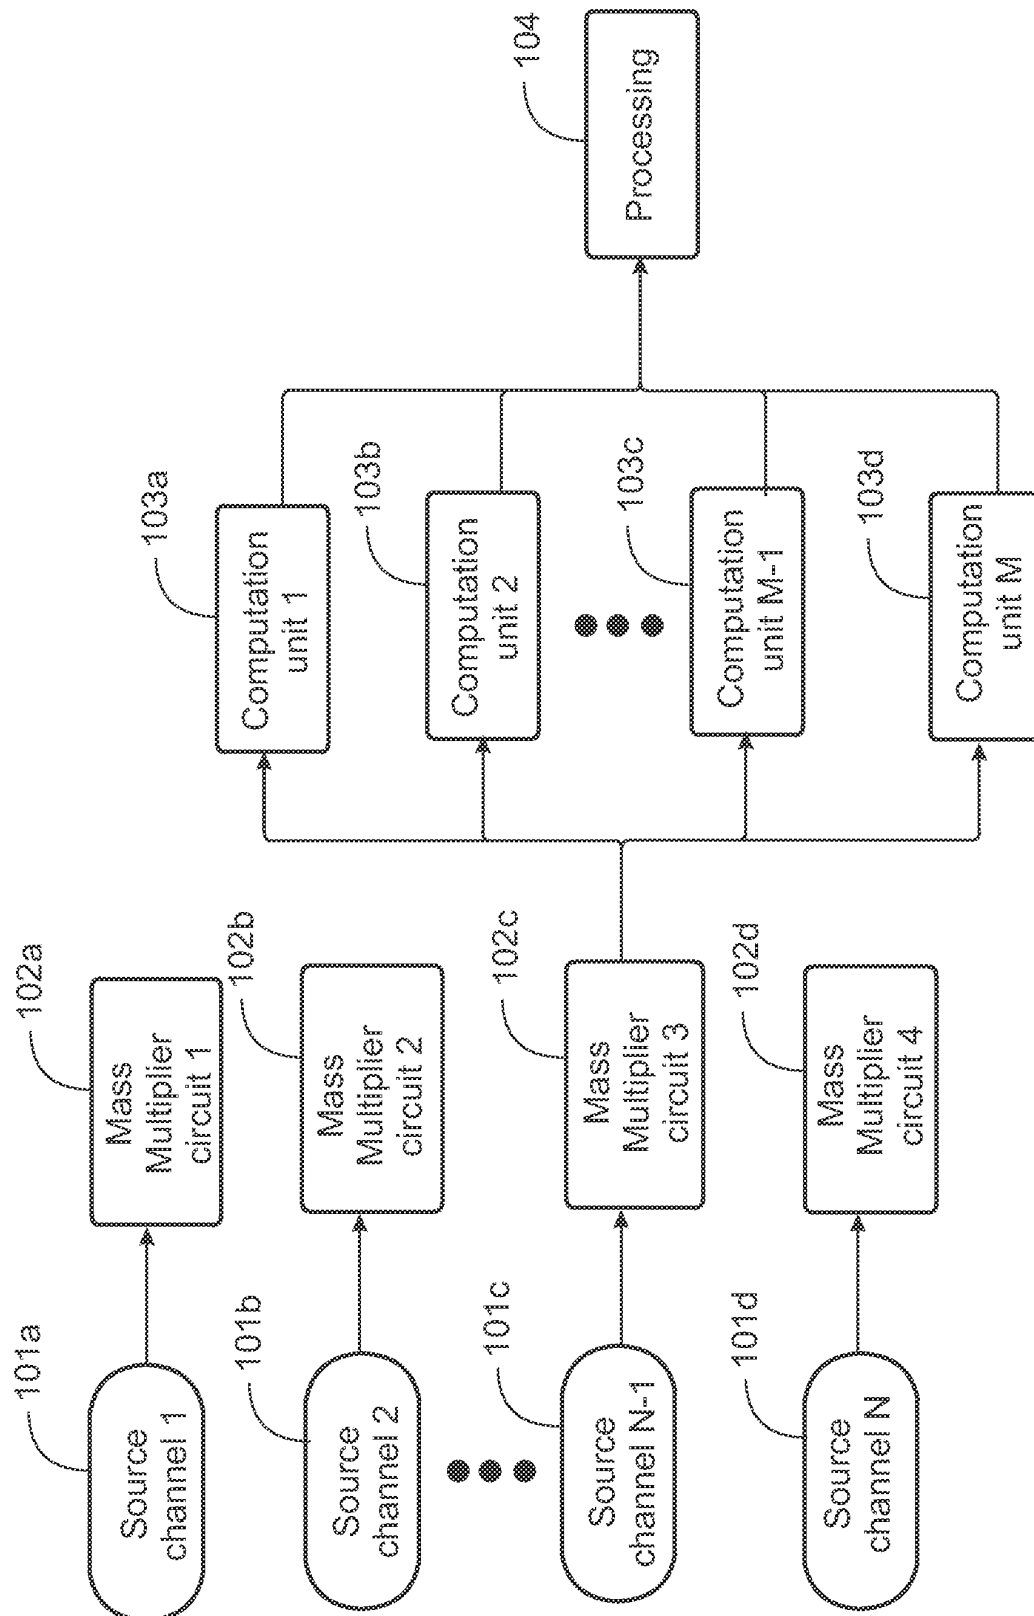 101a
Source
channel 1
102a
Mass
Multiplier
circuit 1
101b
Source
channel 2
102b
Mass
Multiplier
circuit 2
101c
Source
channel N-1
102c
Mass
Multiplier
circuit 3
101d
Source
channel N
102d
Mass
Multiplier
circuit 4
103a
Computation
unit 1
103b
Computation
unit 2
103c
Computation
unit M-1
103d
Computation
unit M
104
Processing